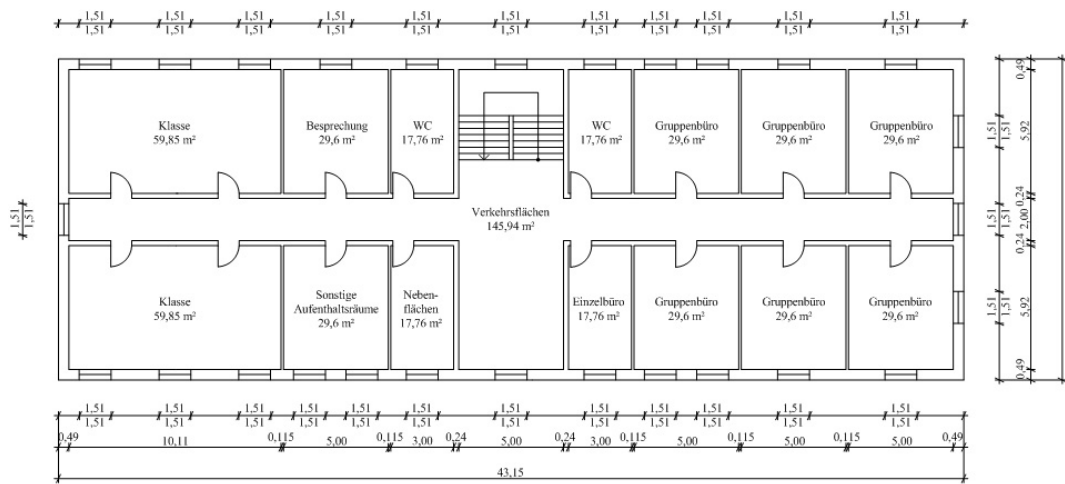 1,51 1,51 1,51 1,51 1,51 1,51 1,51 1,51 1,51 1,51 1,51
1,51 1,51 1,51 1,51 1,51 1,51 1,51 1,51 1,51 1,51 1,51
0,49
Klasse Besprechung WC WC Gruppenbüro Gruppenbüro Gruppenbüro
59,85 m² 29,6 m² 17,76 m² 17,76 m² 29,6 m² 29,6 m² 29,6 m²
1,51 1,51 5,92
0,24
Verkehrsflächen
145,94 m²
1,51 1,51
1,51 1,51 2,00
0,24
Klasse
59,85 m²
Sonstige
Aufenthaltsräume
29,6 m²
Neben-
flächen
17,76 m²
Einzelbüro Gruppenbüro Gruppenbüro Gruppenbüro
17,76 m² 29,6 m² 29,6 m² 29,6 m²
1,51 1,51 5,92
0,49
1,51 1,51 1,51 1,51 1,51 1,51 1,51 1,51 1,51 1,51 1,51 1,51
1,51 1,51 1,51 1,51 1,51 1,51 1,51 1,51 1,51 1,51 1,51 1,51
0,49 10,11 0,115 5,00 0,115 3,00 0,24 5,00 0,24 3,00 0,115 5,00 0,115 5,00 0,115 5,00 0,49
43,15